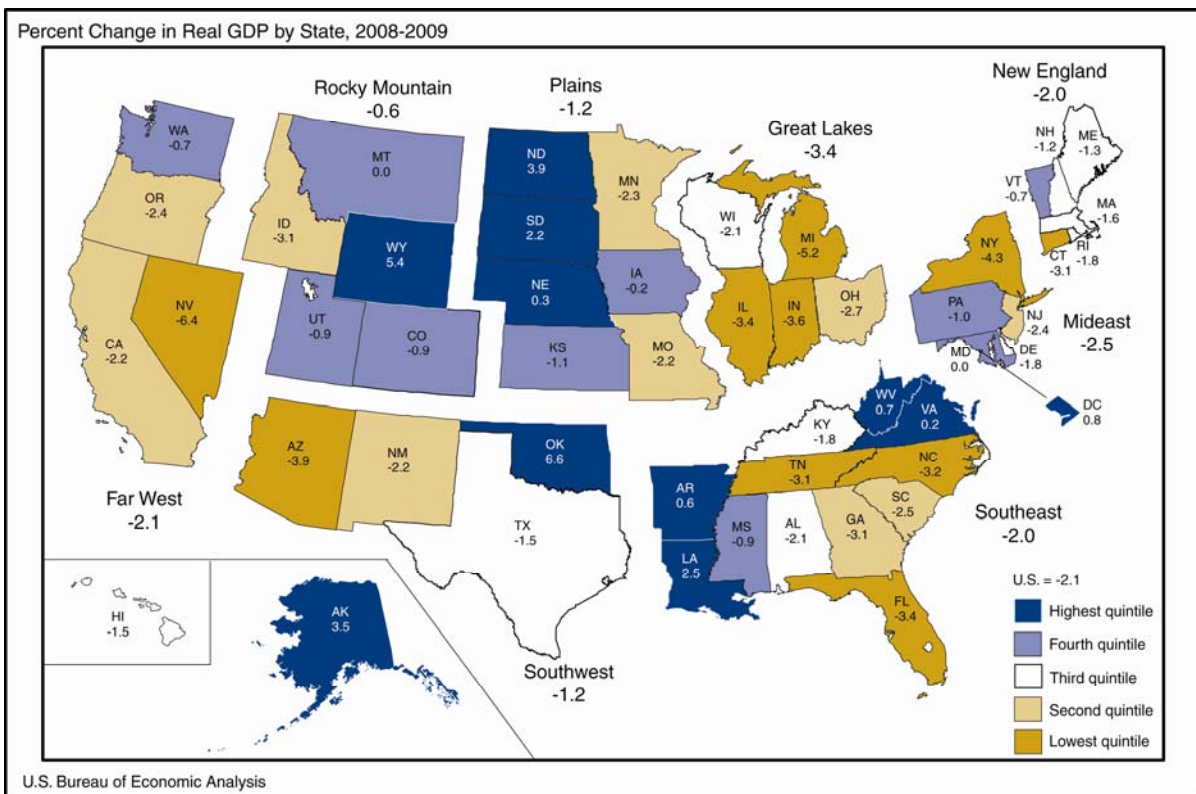 Percent Change in Real GDP by State, 2008-2009
Rocky Mountain
-0.6
Plains
-1.2
Great Lakes
-3.4
New England
-2.0
WA
-0.7
OR
-2.4
CA
-2.2
NV
-6.4
Far West
-2.1
HI
-1.5
AK
3.5
MT
0.0
ID
-3.1
WY
5.4
UT
-0.9
CO
-0.9
AZ
-3.9
NM
-2.2
OK
6.6
TX
-1.5
Southwest
-1.2
ND
3.9
SD
2.2
NE
0.3
KS
-1.1
MN
-2.3
IA
-0.2
MO
-2.2
WI
-2.1
MI
-5.2
IL
-3.4
IN
-3.6
OH
-2.7
NH
-1.2
ME
-1.3
VT
-0.7
MA
-1.6
RI
-1.8
CT
-3.1
NY
-4.3
PA
-1.0
NJ
-2.4
Mideast
-2.5
DE
-1.8
MD
0.0
DC
0.8
WV
0.7
VA
0.2
KY
-1.8
TN
-3.1
NC
-3.2
AR
0.6
LA
2.5
MS
-0.9
AL
-2.1
GA
-3.1
SC
-2.5
FL
-3.4
Southeast
-2.0
U.S. = -2.1
Highest quintile
Fourth quintile
Third quintile
Second quintile
Lowest quintile
U.S. Bureau of Economic Analysis